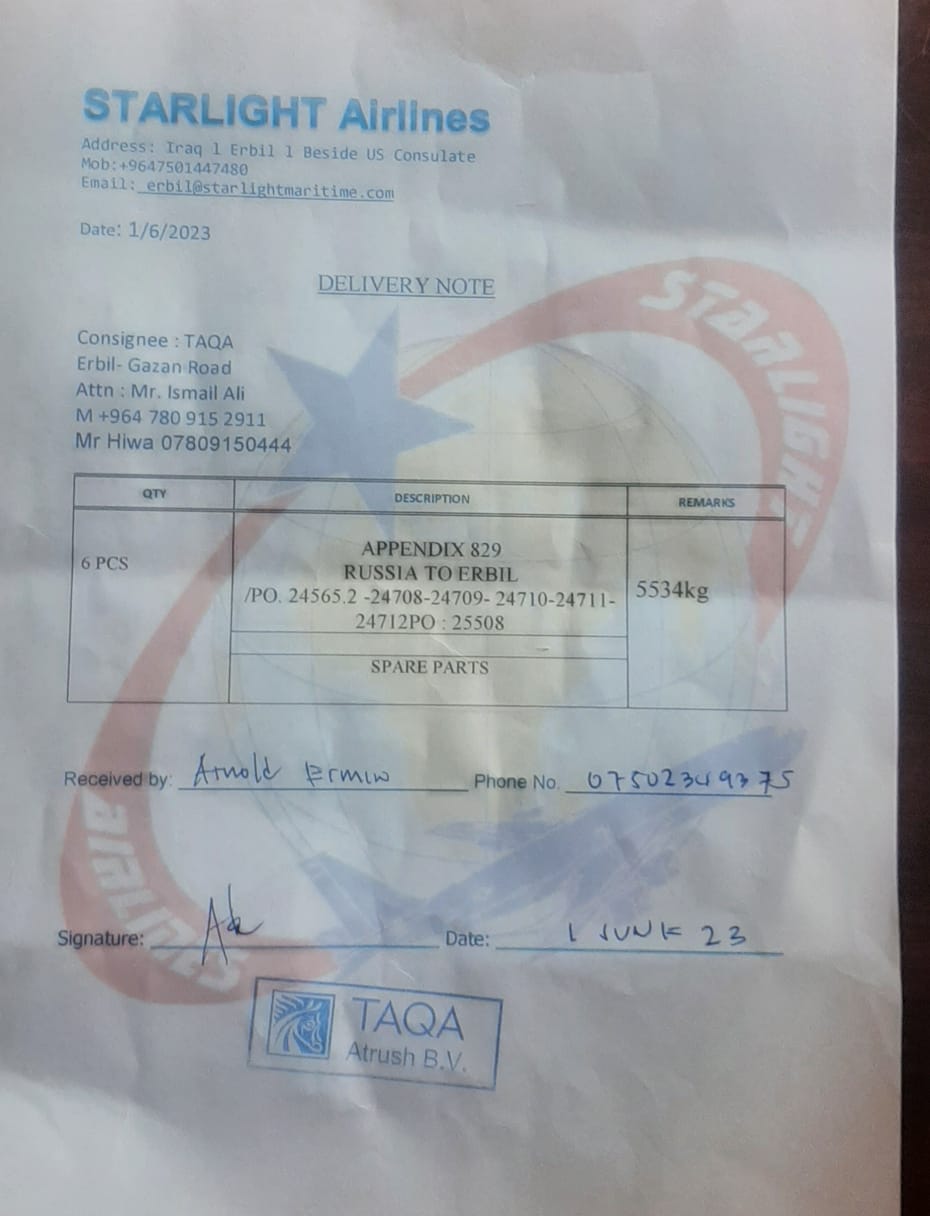 STARLIGHT Airlines
Address: Iraq l Erbil l Beside US Consulate
Mob:+9647501447480
Email: erbil@starlightmaritime.com
Date: 1/6/2023
DELIVERY NOTE
STARLIGHT
Consignee : TAQA
Erbil- Gazan Road
Attn : Mr. Ismail Ali
M +964 780 915 2911
Mr Hiwa 07809150444
QTY DESCRIPTION REMARKS
6 PCS
APPENDIX 829
RUSSIA TO ERBIL
/PO. 24565.2 -24708-24709- 24710-24711-
24712PO : 25508
5534kg
SPARE PARTS
Received by: Arnold Ermin Phone No. 07502349375
Signature: Date: 1 JUNE 23
AIRLINES
TAQA
Atrush B.V.